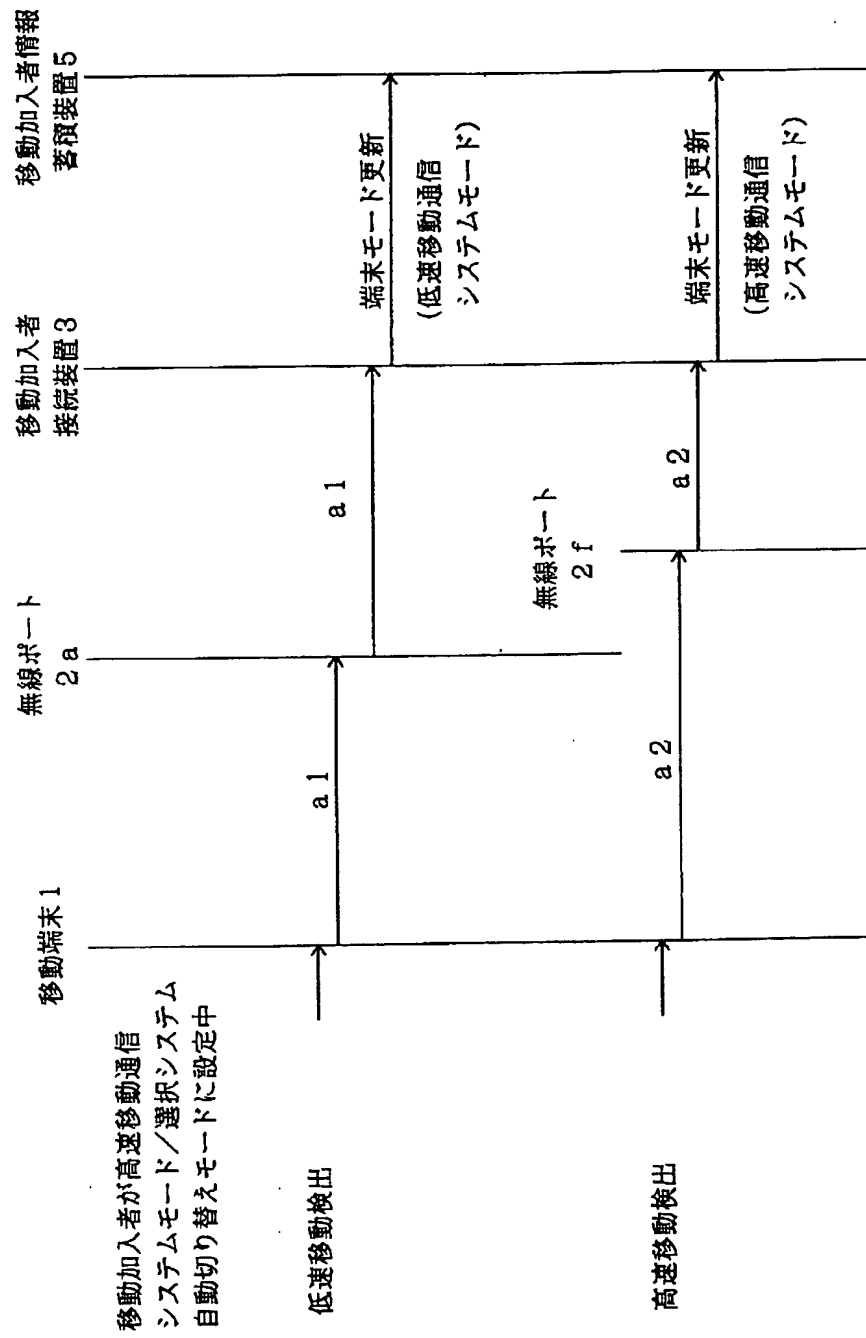 移動加入者が高速移動通信
システムモード／選択システム
自動切り替えモードに設定中
移動端末1
無線ポート
2a
移動加入者
接続装置3
移動加入者情報
蓄積装置5
低速移動検出
a1
a1
端末モード更新
(低速移動通信
システムモード)
無線ポート
2f
高速移動検出
a2
a2
端末モード更新
(高速移動通信
システムモード)